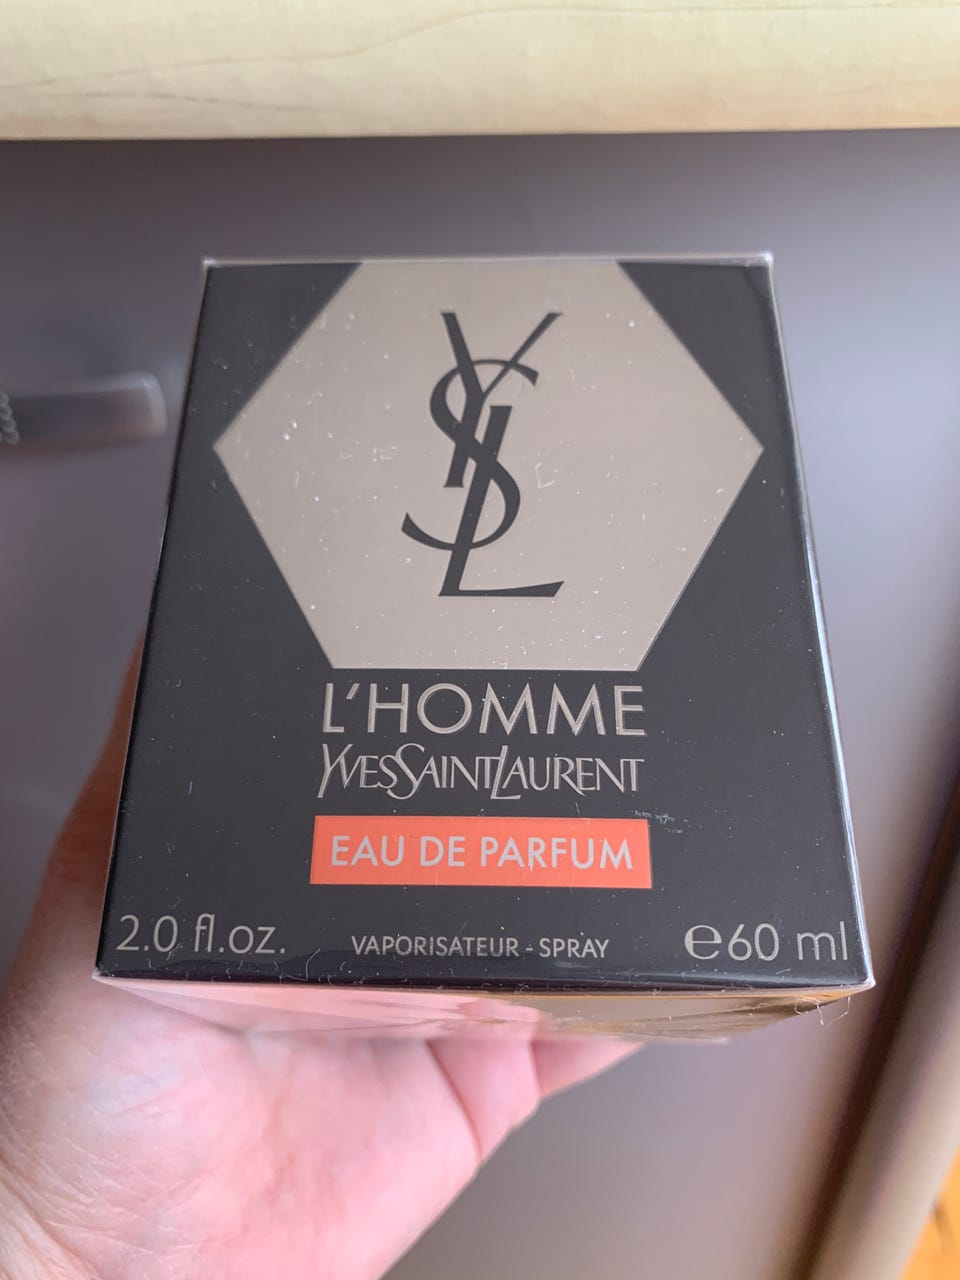 YSL
L'HOMME
YVESSAINTLAURENT
EAU DE PARFUM
2.0 fl.oz. VAPORISATEUR - SPRAY ℮60 ml